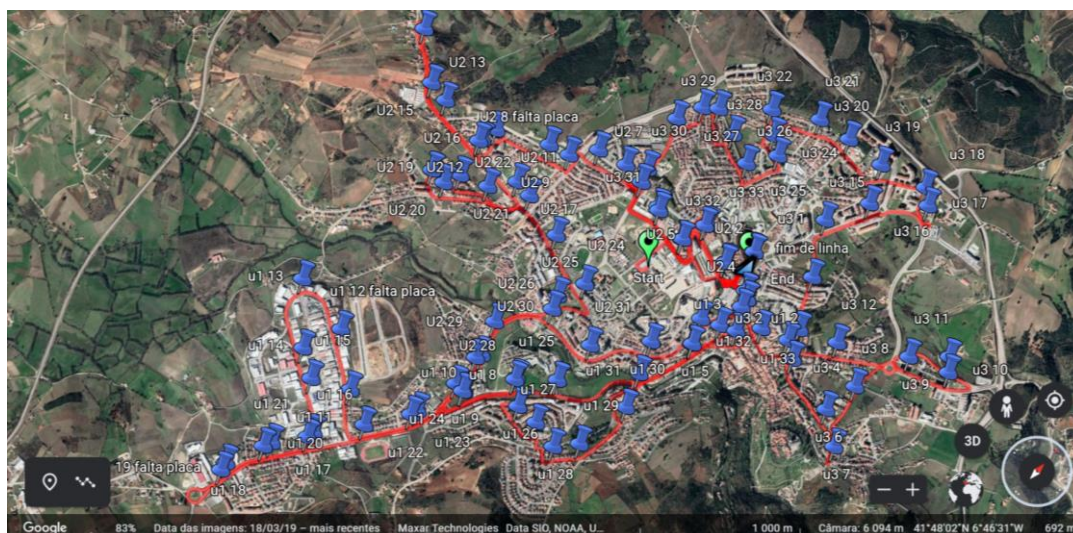 U2 13
u3 29
u3 22
u3 21
U2 15
U2 8 falta placa
u3 28
u3 20
U2 16
U2 7
u3 30
u3 27
u3 26
u3 19
U2 19
U2 12
U2 22
U2 11
u3 24
u3 18
U2 9
u3 31
u3 33
u3 25
u3 15
U2 20
U2 21
U2 17
u3 32
u3 1
u3 17
u3 16
U2 24
U2 5
U2 2
fim de linha
U2 25
U2 4
Start
End
u1 13
u1 12 falta placa
U2 26
U2 30
U2 31
u1 3
u3 2
u1 2
u3 12
u3 11
U2 29
u1 15
u1 14
U2 28
u1 25
u1 32
u1 33
u3 8
u1 31
u1 30
u1 5
u3 4
u3 10
u3 9
u1 10
u1 8
u1 27
u1 16
u1 21
u1 29
u1 11
u1 24
u1 9
u1 26
u1 20
u1 23
u3 6
u1 22
u3 7
u1 28
19 falta placa
u1 17
u1 18
3D
Google
83%
Data das imagens: 18/03/19 – mais recentes
Maxar Technologies
Data SIO, NOAA, U...
1 000 m
Câmara: 6 094 m
41°48'02"N 6°46'31"W
692 m